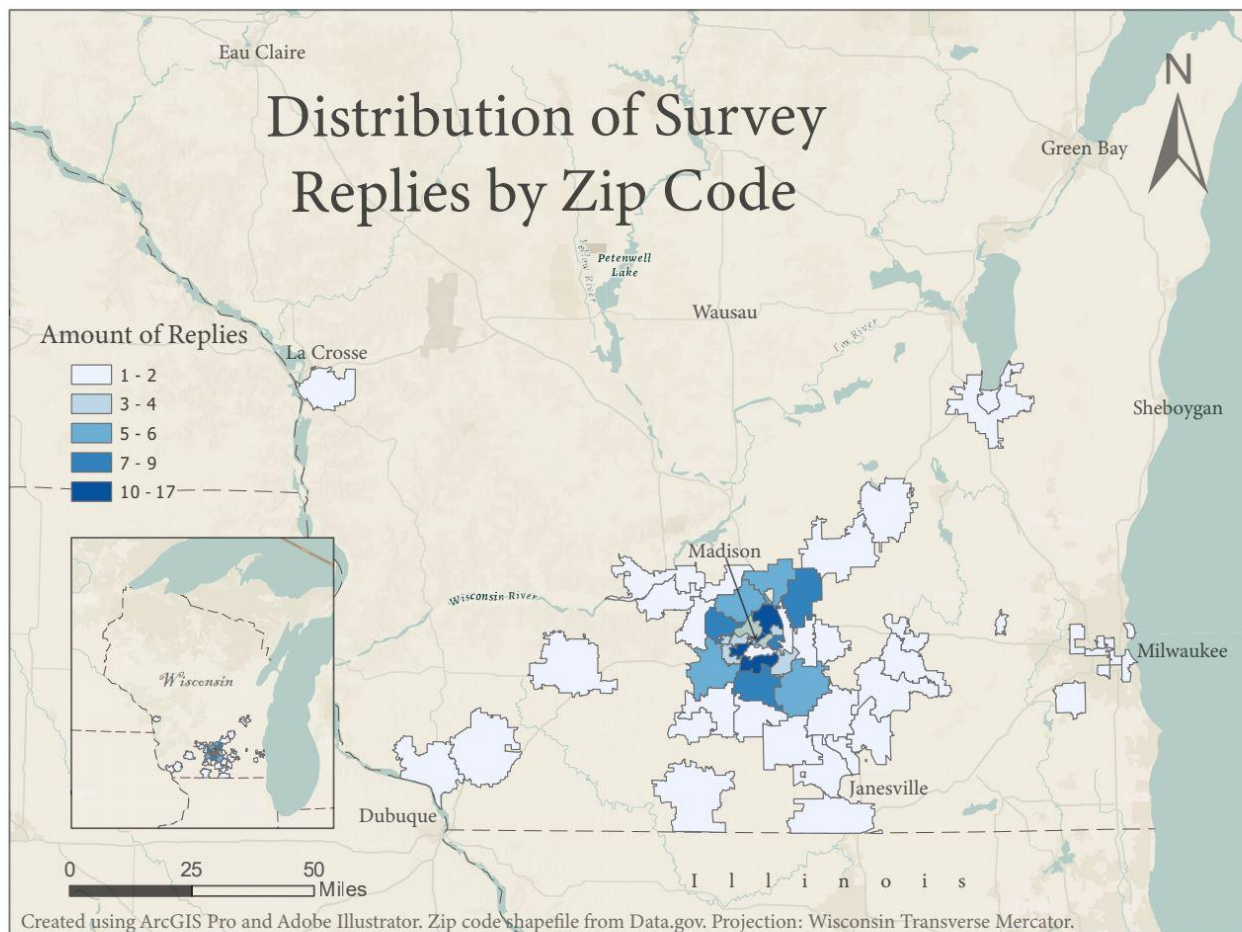 Eau Claire
N
Distribution of Survey
Replies by Zip Code
Green Bay
Yellow River
Petenwell
Lake
Wausau
Fox River
Amount of Replies
La Crosse
1 - 2
3 - 4
5 - 6
7 - 9
10 - 17
Sheboygan
Madison
Wisconsin River
Wisconsin
Milwaukee
Janesville
Dubuque
0 25 50
Miles
Illinois
Created using ArcGIS Pro and Adobe Illustrator. Zip code shapefile from Data.gov. Projection: Wisconsin Transverse Mercator.